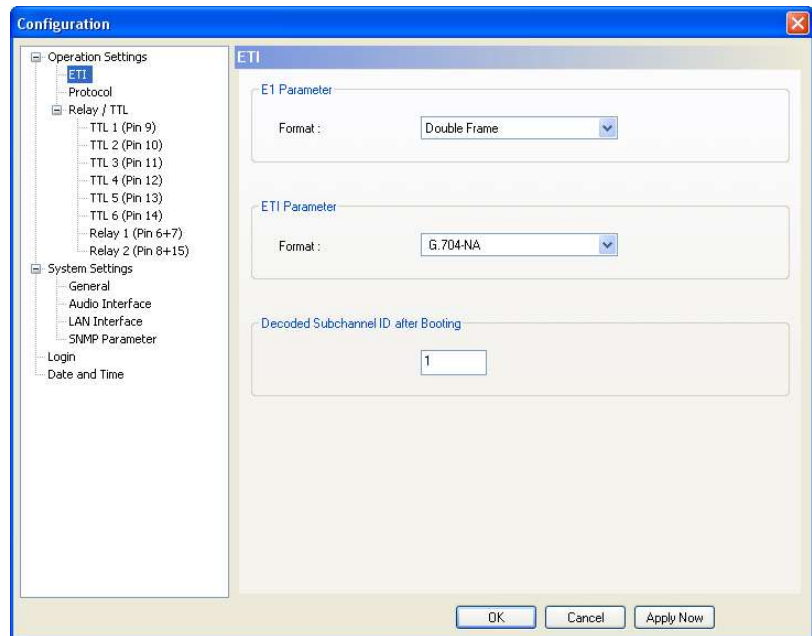 Configuration
Operation Settings
ETI
Protocol
Relay / TTL
TTL 1 (Pin 9)
TTL 2 (Pin 10)
TTL 3 (Pin 11)
TTL 4 (Pin 12)
TTL 5 (Pin 13)
TTL 6 (Pin 14)
Relay 1 (Pin 6+7)
Relay 2 (Pin 8+15)
System Settings
General
Audio Interface
LAN Interface
SNMP Parameter
Login
Date and Time
ETI
E1 Parameter
Format : Double Frame
ETI Parameter
Format : G.704-NA
Decoded Subchannel ID after Booting
1
OK Cancel Apply Now